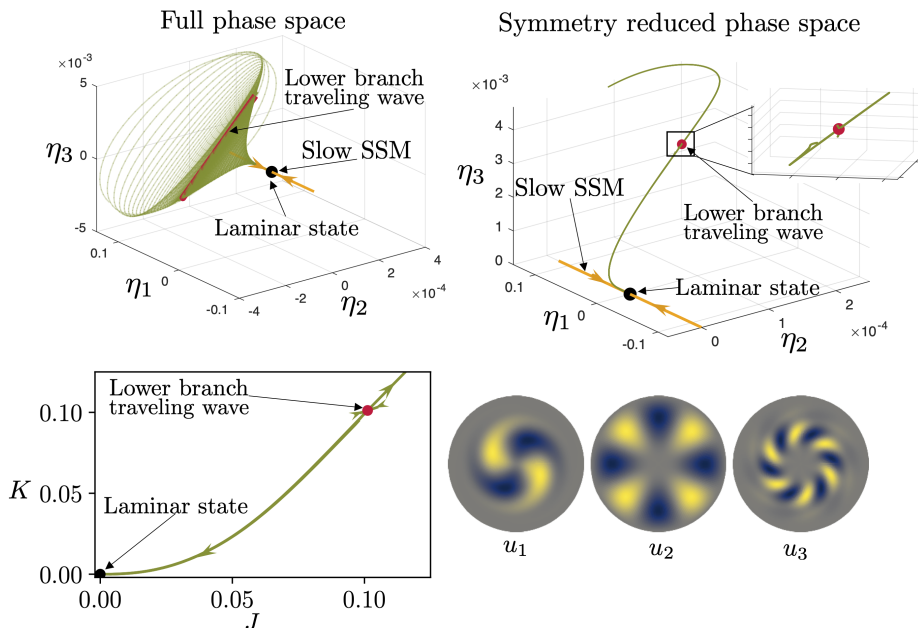 Full phase space
×10⁻³
5
0
-5
η₃
Lower branch
traveling wave
Slow SSM
Laminar state
0.1
0
-0.1
η₁
-4
-2
0
2
4
×10⁻⁴
η₂
Symmetry reduced phase space
×10⁻³
4
3
2
1
0
η₃
Slow SSM
Lower branch
traveling wave
Laminar state
0.1
0
-0.1
η₁
0
1
2
×10⁻⁴
η₂
Lower branch
traveling wave
0.10
0.05
0.00
K
Laminar state
0.00
0.05
0.10
J
u₁
u₂
u₃